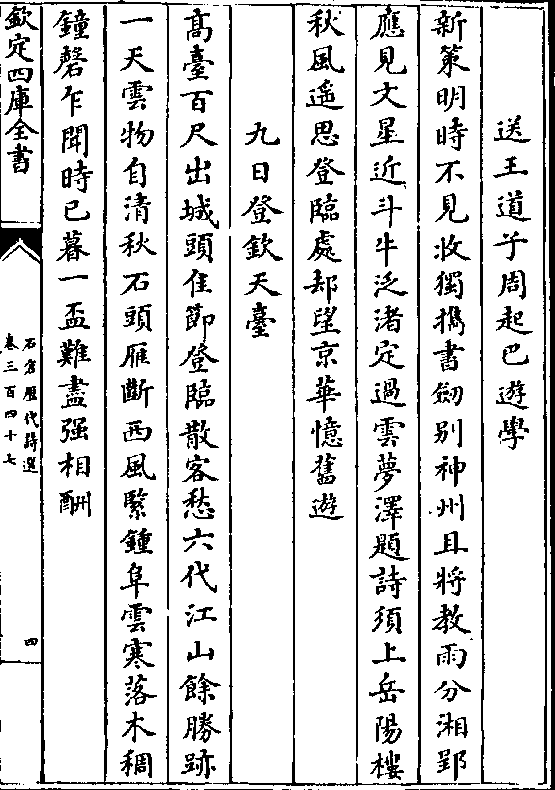 送王道子周起巴遊學
新策明時不見收獨擕書劒别神州且將教雨分湘郢
應見文星近斗牛泛渚定過雲夢澤題詩須上岳陽樓
秋風遥思登臨處却望京華憶舊遊
九日登欽天臺
髙臺百尺出城頭佳節登臨散客愁六代江山餘勝跡
一天雲物自清秋石頭雁斷西風緊鍾阜雲寒落木稠
鐘磬乍聞時已暮一盃難盡强相酬
欽定四庫全書
石倉歷代詩選
卷三百四十七
四